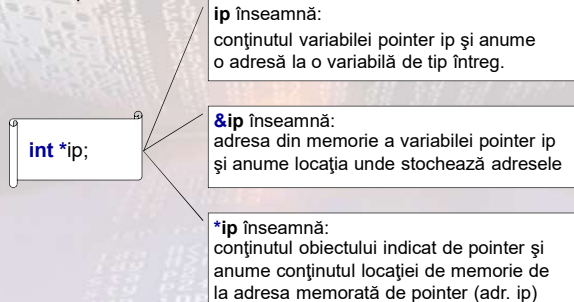 int *ip;
ip înseamnă:
conţinutul variabilei pointer ip şi anume
o adresă la o variabilă de tip întreg.
&ip înseamnă:
adresa din memorie a variabilei pointer ip
şi anume locaţia unde stochează adresele
*ip înseamnă:
conţinutul obiectului indicat de pointer şi
anume conţinutul locaţiei de memorie de
la adresa memorată de pointer (adr. ip)